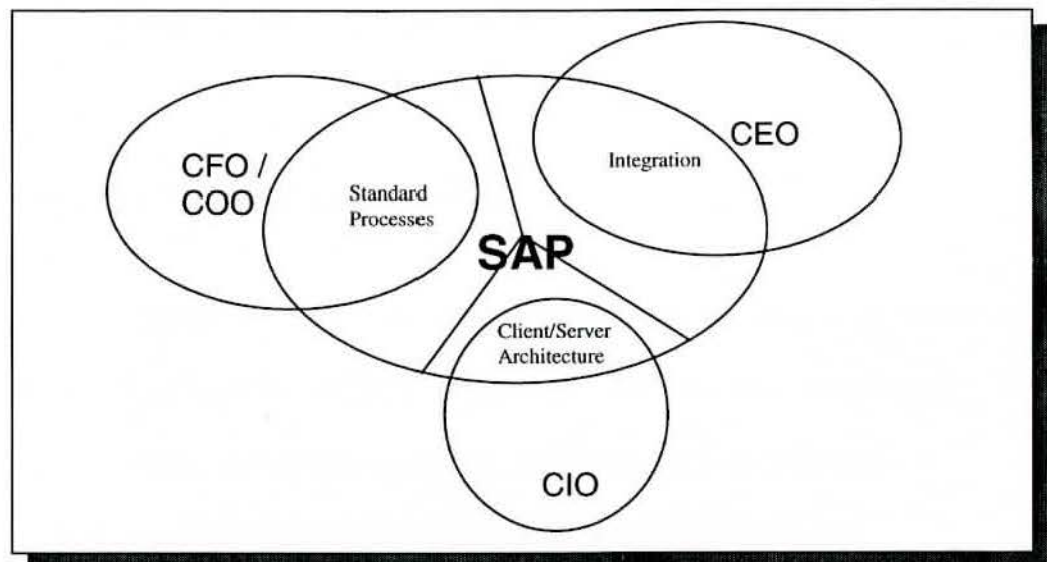 CFO /
COO
Standard
Processes
CEO
Integration
SAP
Client/Server
Architecture
CIO